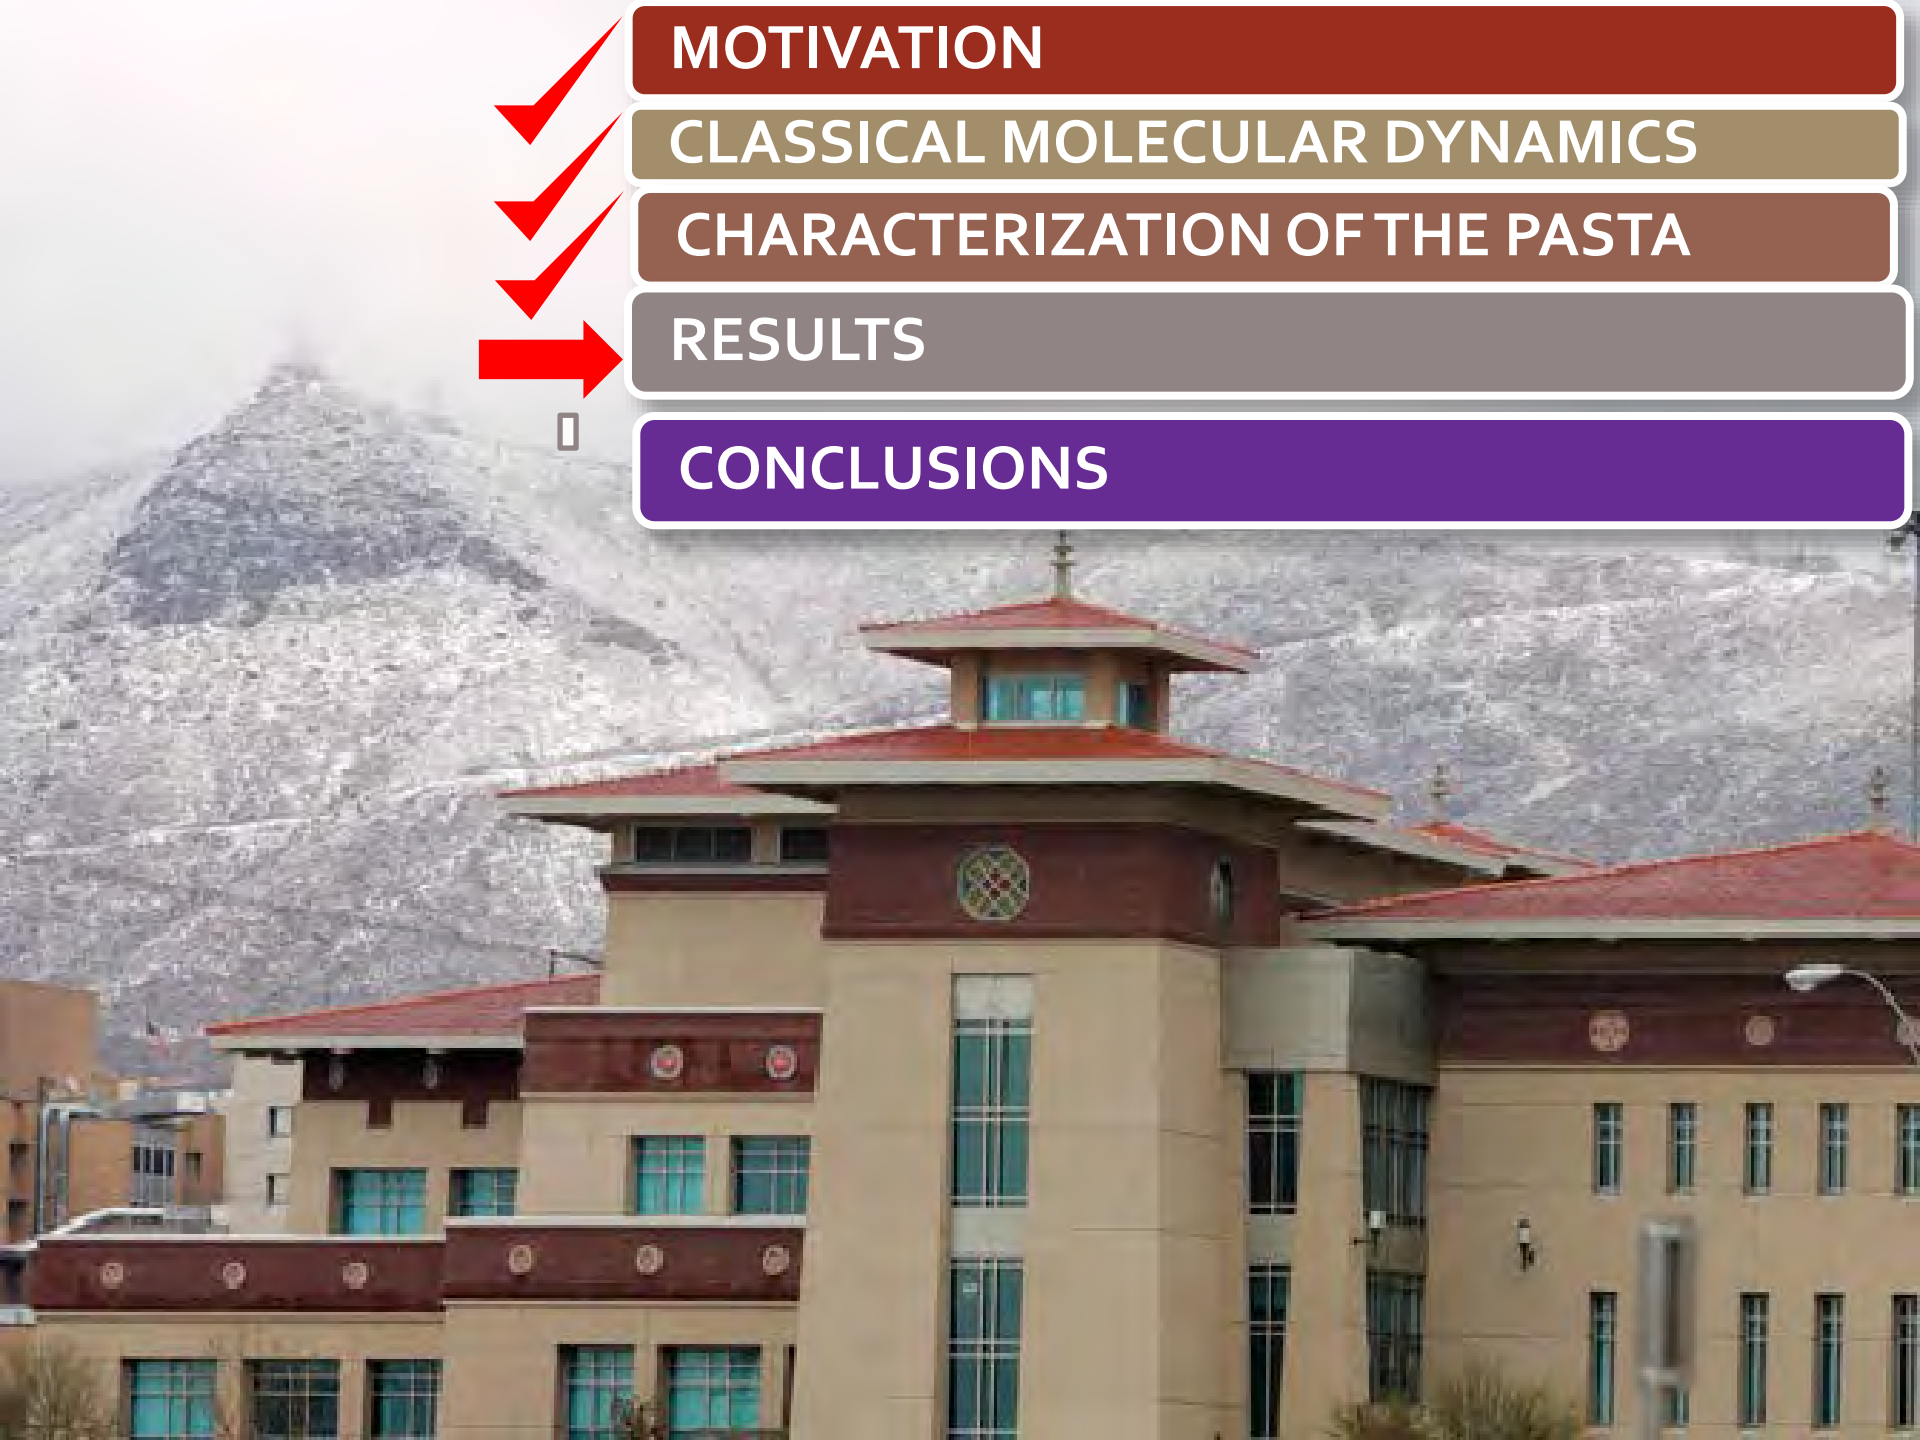 MOTIVATION
CLASSICAL MOLECULAR DYNAMICS
CHARACTERIZATION OF THE PASTA
RESULTS
CONCLUSIONS